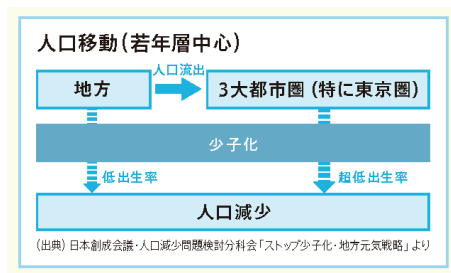 人口移動(若年層中心)
人口流出
地方
3大都市圏(特に東京圏)
少子化
低出生率
超低出生率
人口減少
(出典)日本創成会議・人口減少問題検討分科会「ストップ少子化・地方元気戦略」より